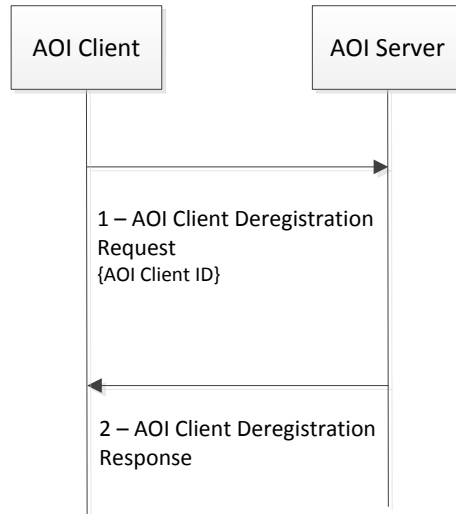 AOI Client
AOI Server
1 – AOI Client Deregistration
Request
{AOI Client ID}
2 – AOI Client Deregistration
Response